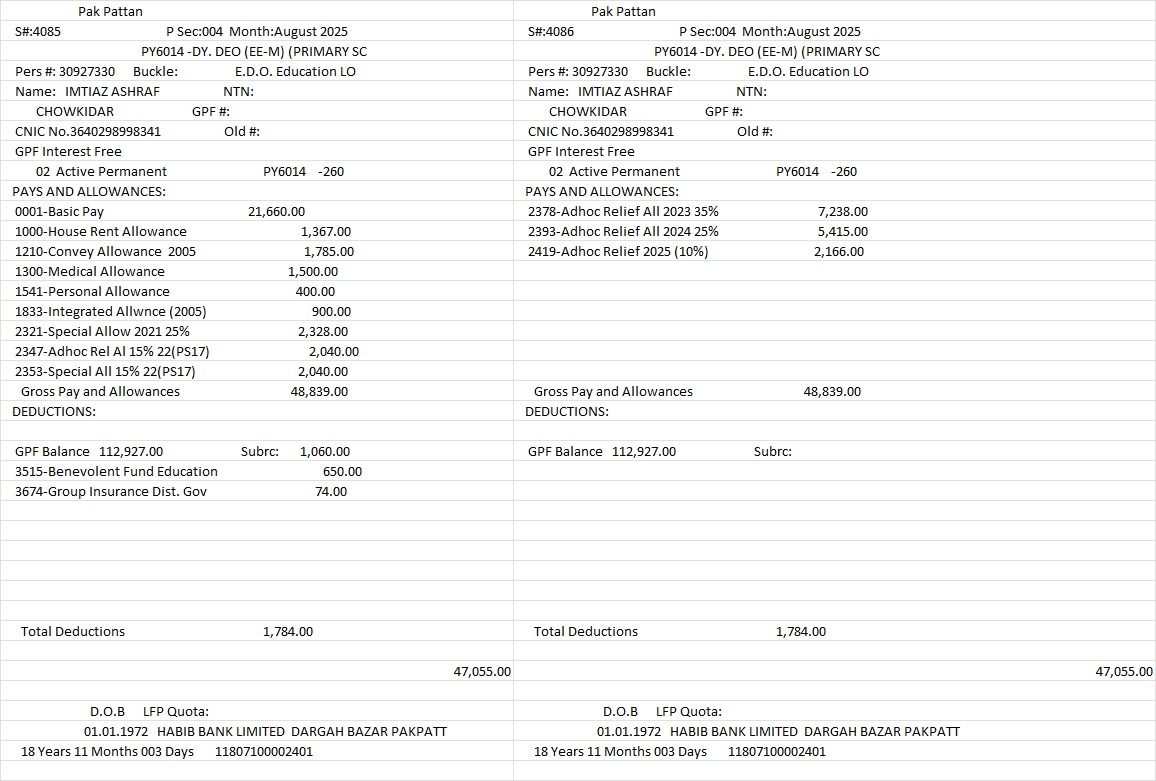 Pak Pattan
S#:4085 P Sec:004 Month:August 2025
PY6014 -DY. DEO (EE-M) (PRIMARY SC
Pers #: 30927330 Buckle: E.D.O. Education LO
Name: IMTIAZ ASHRAF NTN:
CHOWKIDAR GPF #:
CNIC No.3640298998341 Old #:
GPF Interest Free
02 Active Permanent PY6014 -260
PAYS AND ALLOWANCES:
0001-Basic Pay 21,660.00
1000-House Rent Allowance 1,367.00
1210-Convey Allowance 2005 1,785.00
1300-Medical Allowance 1,500.00
1541-Personal Allowance 400.00
1833-Integrated Allwnce (2005) 900.00
2321-Special Allow 2021 25% 2,328.00
2347-Adhoc Rel Al 15% 22(PS17) 2,040.00
2353-Special All 15% 22(PS17) 2,040.00
Gross Pay and Allowances 48,839.00
DEDUCTIONS:
GPF Balance 112,927.00 Subrc: 1,060.00
3515-Benevolent Fund Education 650.00
3674-Group Insurance Dist. Gov 74.00
Total Deductions 1,784.00
47,055.00
D.O.B LFP Quota:
01.01.1972 HABIB BANK LIMITED DARGAH BAZAR PAKPATT
18 Years 11 Months 003 Days 11807100002401
Pak Pattan
S#:4086 P Sec:004 Month:August 2025
PY6014 -DY. DEO (EE-M) (PRIMARY SC
Pers #: 30927330 Buckle: E.D.O. Education LO
Name: IMTIAZ ASHRAF NTN:
CHOWKIDAR GPF #:
CNIC No.3640298998341 Old #:
GPF Interest Free
02 Active Permanent PY6014 -260
PAYS AND ALLOWANCES:
2378-Adhoc Relief All 2023 35% 7,238.00
2393-Adhoc Relief All 2024 25% 5,415.00
2419-Adhoc Relief 2025 (10%) 2,166.00
Gross Pay and Allowances 48,839.00
DEDUCTIONS:
GPF Balance 112,927.00 Subrc:
Total Deductions 1,784.00
47,055.00
D.O.B LFP Quota:
01.01.1972 HABIB BANK LIMITED DARGAH BAZAR PAKPATT
18 Years 11 Months 003 Days 11807100002401